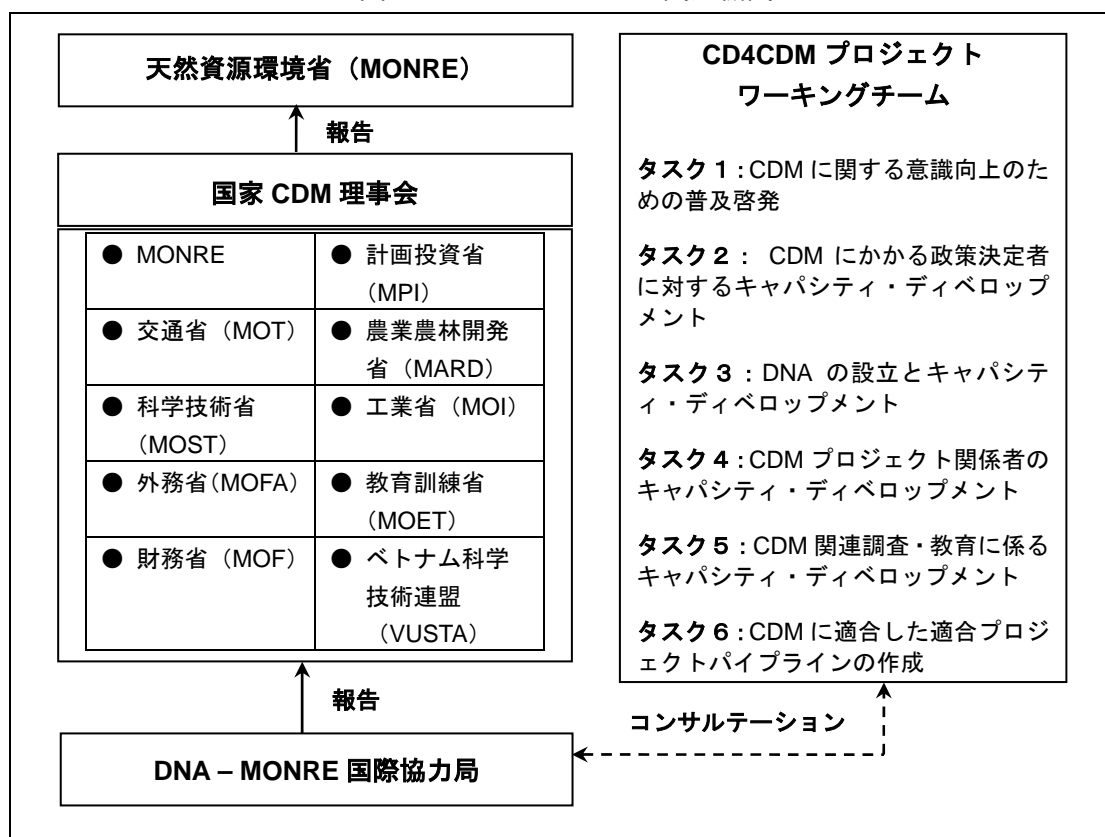 天然資源環境省（MONRE）
報告
国家 CDM 理事会
● MONRE
● 計画投資省
（MPI）
● 交通省（MOT）
● 農業農林開発
省（MARD）
● 科学技術省
（MOST）
● 工業省（MOI）
● 外務省（MOFA）
● 教育訓練省
（MOET）
● 財務省（MOF）
● ベトナム科学
技術連盟
（VUSTA）
報告
DNA – MONRE 国際協力局
CD4CDM プロジェクト
ワーキングチーム
タスク１：CDM に関する意識向上のた
めの普及啓発
タスク２： CDM にかかる政策決定者
に対するキャパシティ・ディベロップ
メント
タスク３：DNA の設立とキャパシテ
ィ・ディベロップメント
タスク４：CDM プロジェクト関係者の
キャパシティ・ディベロップメント
タスク５：CDM 関連調査・教育に係る
キャパシティ・ディベロップメント
タスク６：CDM に適合した適合プロジ
ェクトパイプラインの作成
コンサルテーション